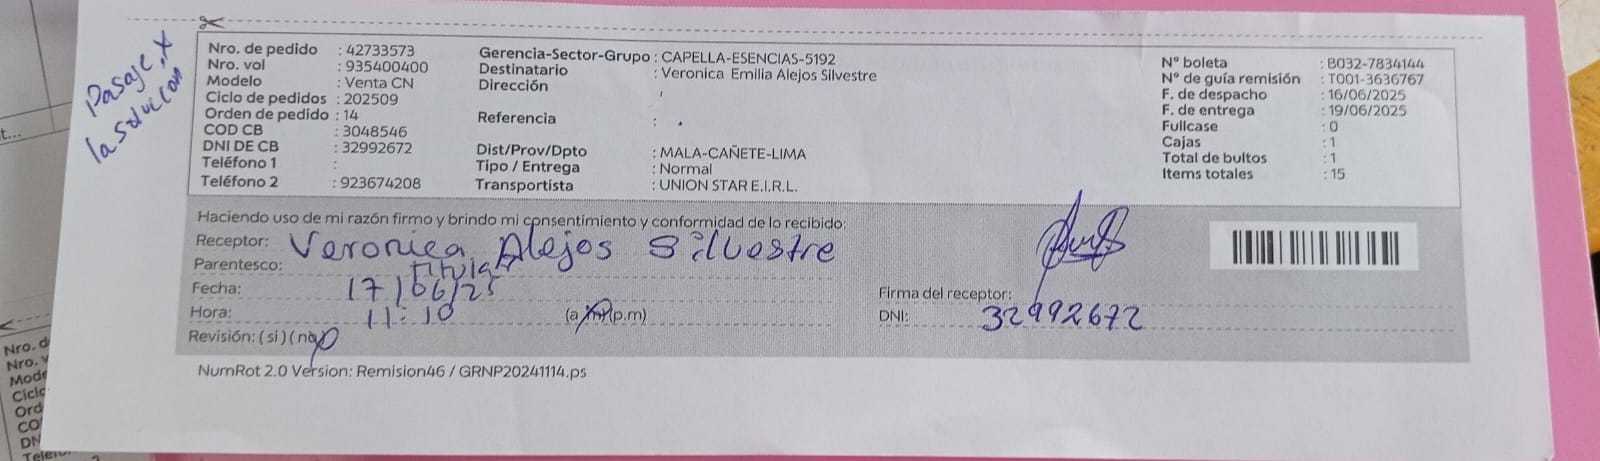 Pasaje, x
la solucion
Nro. de pedido : 42733573
Nro. vol : 935400400
Modelo : Venta CN
Ciclo de pedidos : 202509
Orden de pedido : 14
COD CB : 3048546
DNI DE CB : 32992672
Teléfono 1 :
Teléfono 2 : 923674208
Gerencia-Sector-Grupo : CAPELLA-ESENCIAS-5192
Destinatario : Veronica Emilia Alejos Silvestre
Dirección
Referencia : .
Dist/Prov/Dpto : MALA-CAÑETE-LIMA
Tipo / Entrega : Normal
Transportista : UNION STAR E.I.R.L.
N° boleta : B032-7834144
N° de guía remisión : T001-3636767
F. de despacho : 16/06/2025
F. de entrega : 19/06/2025
Fullcase : 0
Cajas : 1
Total de bultos : 1
Items totales : 15
Haciendo uso de mi razón firmo y brindo mi consentimiento y conformidad de lo recibido:
Receptor: Veronica Alejos Silvestre
Parentesco: titular
Fecha: 17/06/25
Hora: 11:10 (a.m)(p.m)
Revisión: (si) (no)
Firma del receptor:
DNI: 32992672
NumRot 2.0 Version: Remision46 / GRNP20241114.ps
Nro. d
Nro. v
Mode
Ciclo
Ord
CO
DN